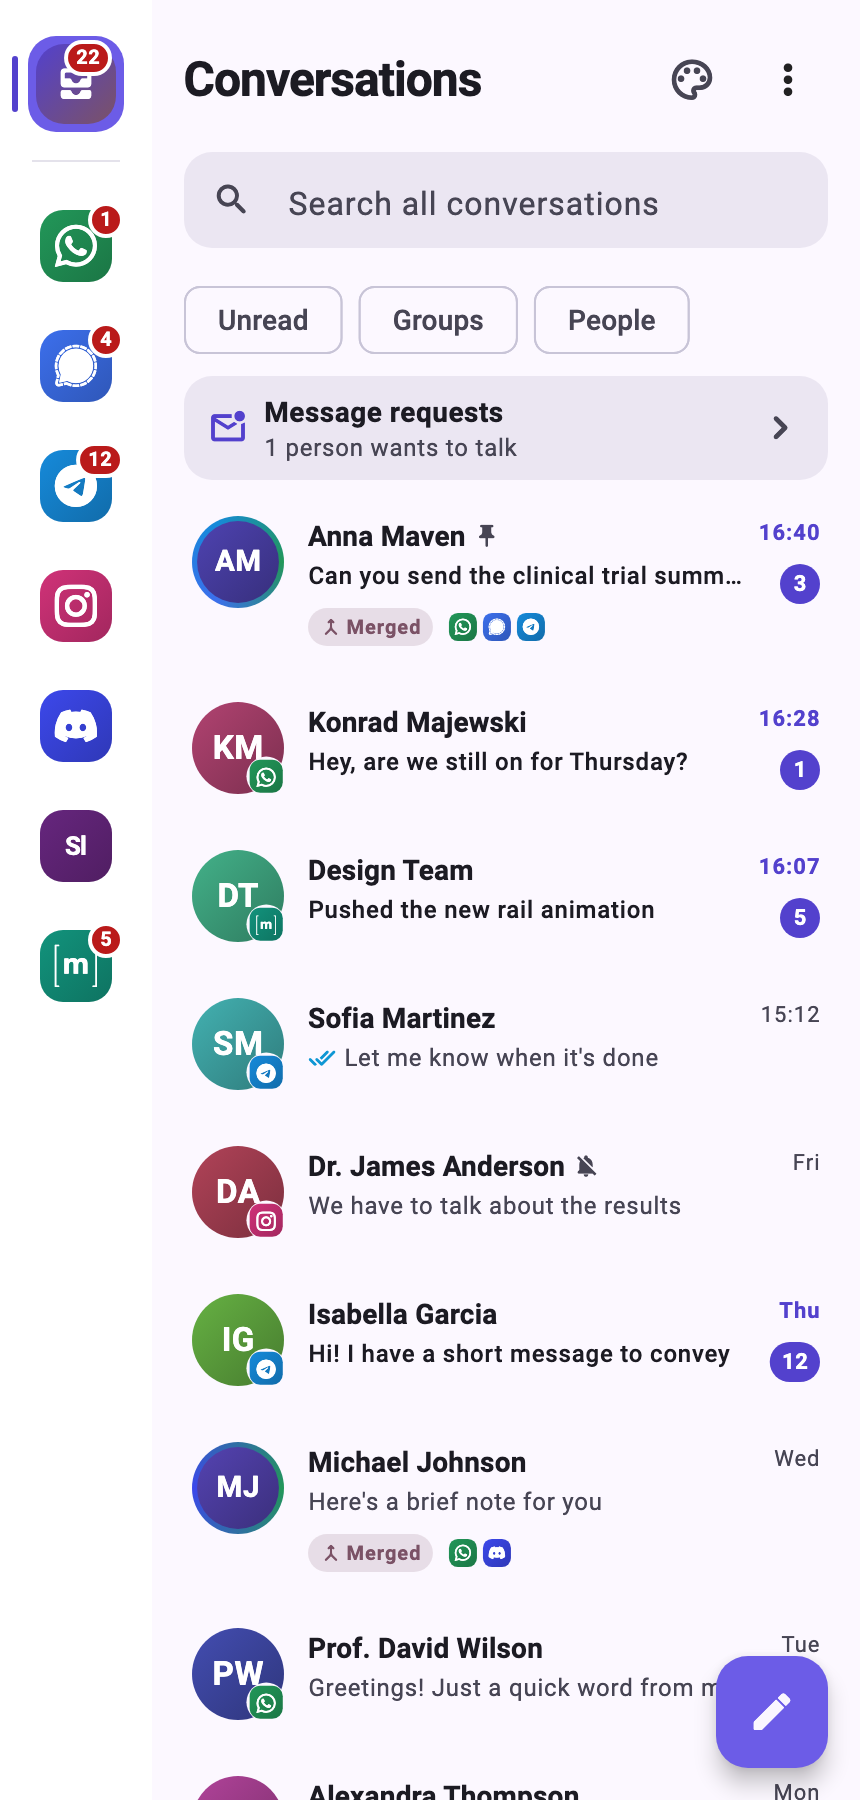 22
Conversations
Search all conversations
1
Unread
Groups
People
4
Message requests
1 person wants to talk
12
AM
Anna Maven
16:40
Can you send the clinical trial summ…
3
Merged
KM
Konrad Majewski
16:28
Hey, are we still on for Thursday?
1
SI
DT
[m]
Design Team
16:07
Pushed the new rail animation
5
[m]
5
SM
Sofia Martinez
15:12
Let me know when it's done
DA
Dr. James Anderson
Fri
We have to talk about the results
IG
Isabella Garcia
Thu
Hi! I have a short message to convey
12
MJ
Michael Johnson
Wed
Here's a brief note for you
Merged
PW
Prof. David Wilson
Tue
Greetings! Just a quick word from
Alexandra Thompson
Mon